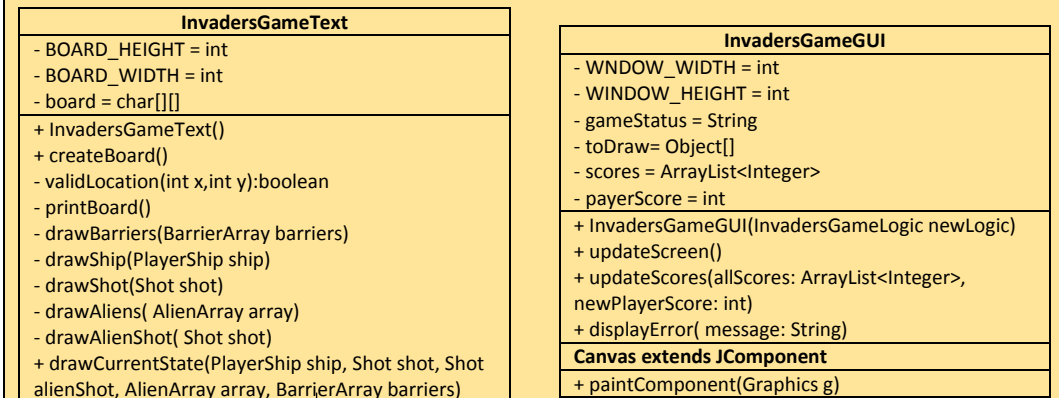 InvadersGameText
- BOARD_HEIGHT = int
- BOARD_WIDTH = int
- board = char[][]
+ InvadersGameText()
+ createBoard()
- validLocation(int x,int y):boolean
- printBoard()
- drawBarriers(BarrierArray barriers)
- drawShip(PlayerShip ship)
- drawShot(Shot shot)
- drawAliens( AlienArray array)
- drawAlienShot( Shot shot)
+ drawCurrentState(PlayerShip ship, Shot shot, Shot
alienShot, AlienArray array, BarrierArray barriers)
InvadersGameGUI
- WNDOW_WIDTH = int
- WINDOW_HEIGHT = int
- gameStatus = String
- toDraw= Object[]
- scores = ArrayList<Integer>
- payerScore = int
+ InvadersGameGUI(InvadersGameLogic newLogic)
+ updateScreen()
+ updateScores(allScores: ArrayList<Integer>,
newPlayerScore: int)
+ displayError( message: String)
Canvas extends JComponent
+ paintComponent(Graphics g)